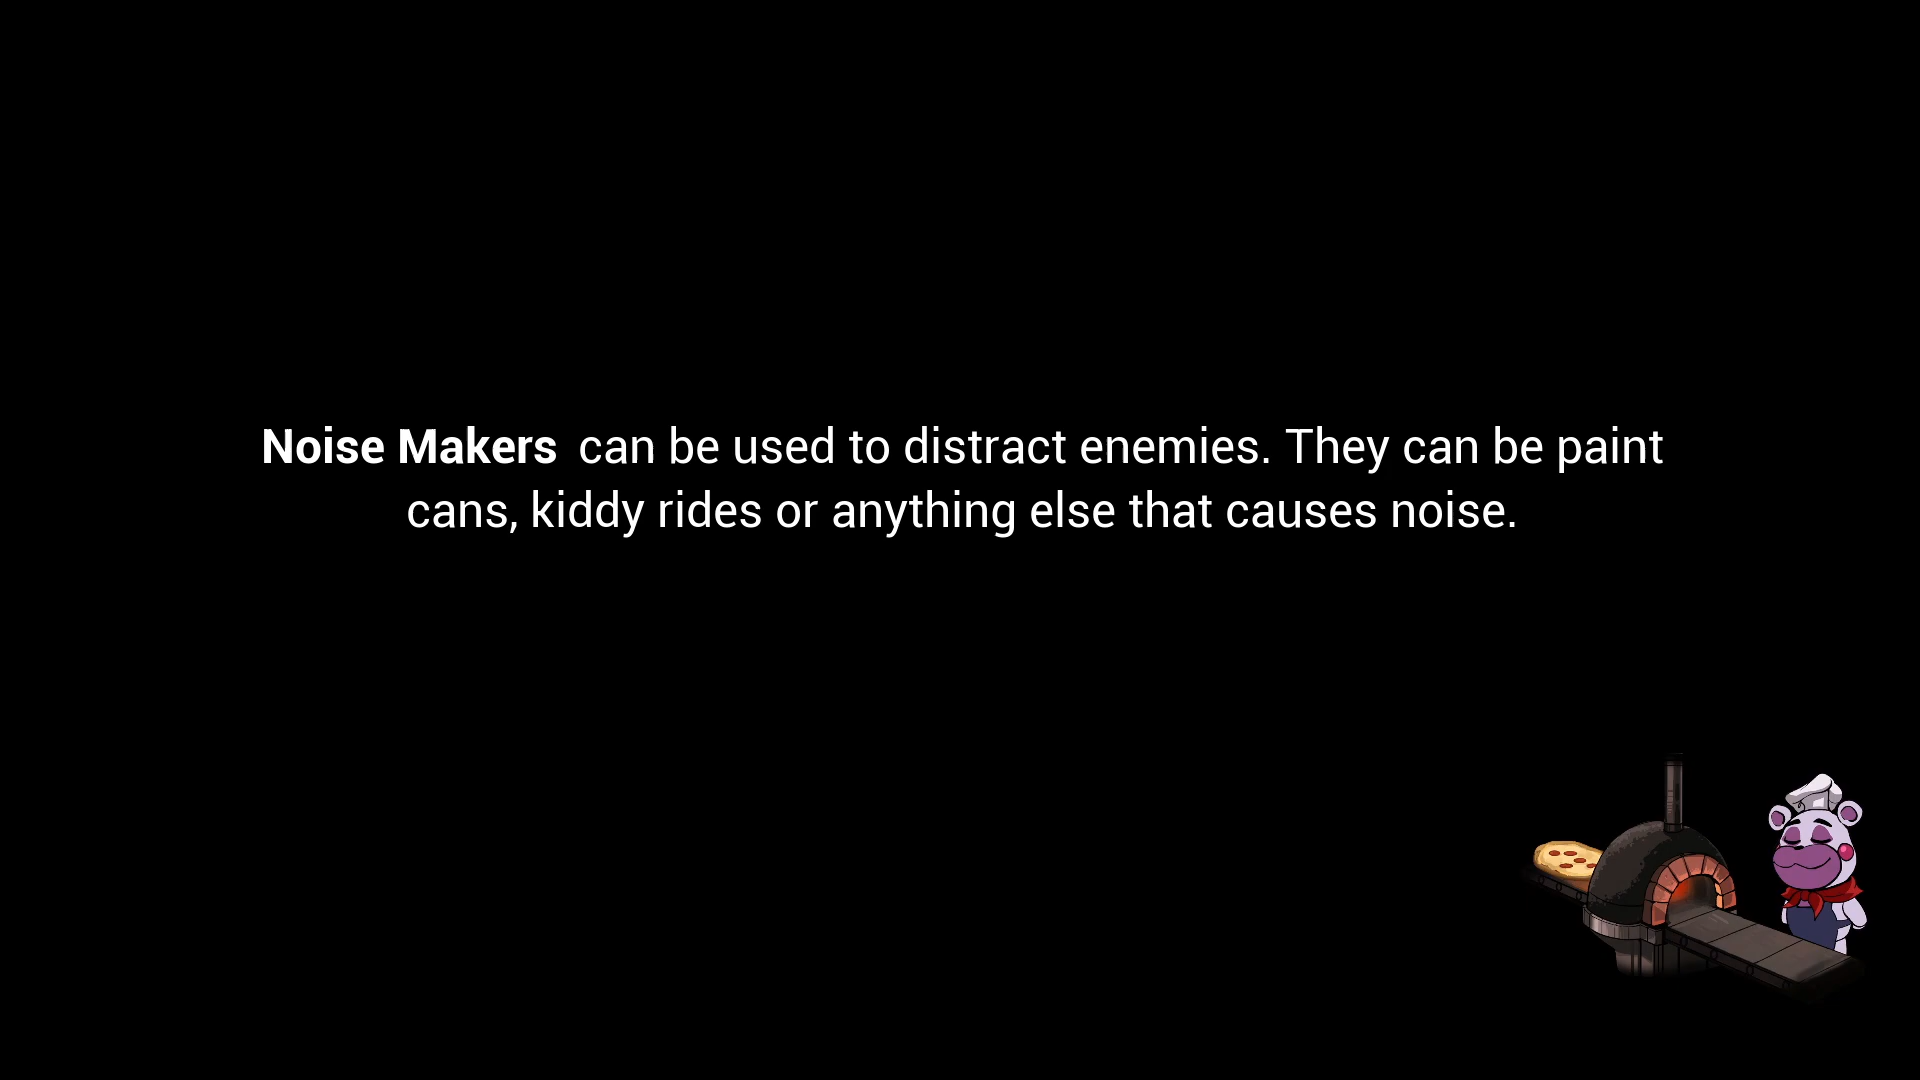 Noise Makers can be used to distract enemies. They can be paint
cans, kiddy rides or anything else that causes noise.